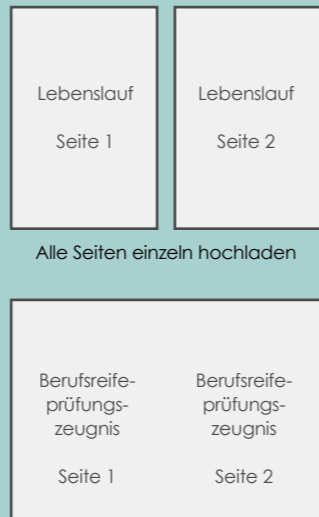 Lebenslauf
Seite 1
Lebenslauf
Seite 2
Alle Seiten einzeln hochladen
Berufsreife-
prüfungs-
zeugnis
Seite 1
Berufsreife-
prüfungs-
zeugnis
Seite 2